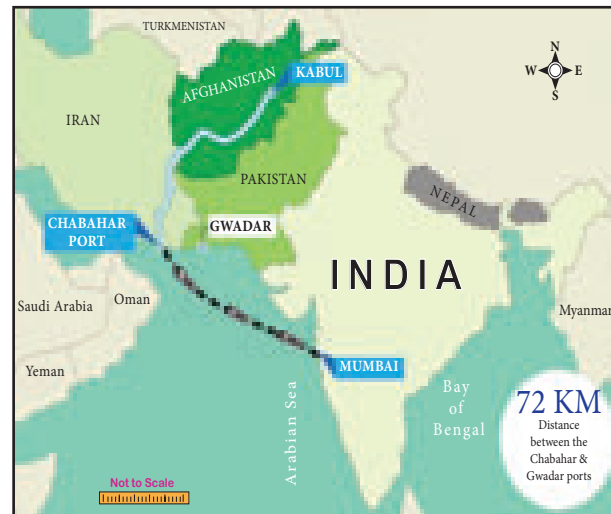 TURKMENISTAN
N
W E
S
AFGHANISTAN
KABUL
IRAN
PAKISTAN
NEPAL
CHABAHAR
PORT
GWADAR
INDIA
Saudi Arabia
Oman
Myanmar
Yemen
MUMBAI
Arabian Sea
Bay
of
Bengal
72 KM
Distance
between the
Chabahar &
Gwadar ports
Not to Scale